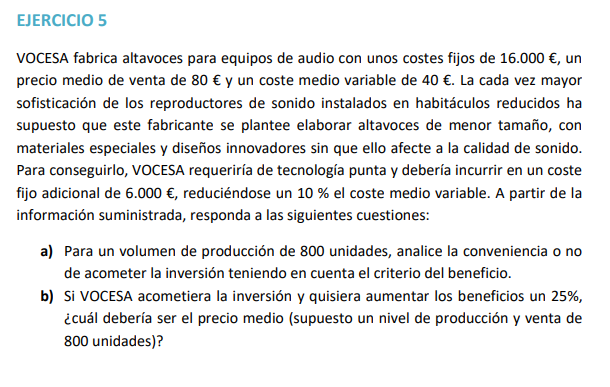 EJERCICIO 5
VOCESA fabrica altavoces para equipos de audio con unos costes fijos de 16.000 €, un
precio medio de venta de 80 € y un coste medio variable de 40 €. La cada vez mayor
sofisticación de los reproductores de sonido instalados en habitáculos reducidos ha
supuesto que este fabricante se plantee elaborar altavoces de menor tamaño, con
materiales especiales y diseños innovadores sin que ello afecte a la calidad de sonido.
Para conseguirlo, VOCESA requeriría de tecnología punta y debería incurrir en un coste
fijo adicional de 6.000 €, reduciéndose un 10 % el coste medio variable. A partir de la
información suministrada, responda a las siguientes cuestiones:
a) Para un volumen de producción de 800 unidades, analice la conveniencia o no
de acometer la inversión teniendo en cuenta el criterio del beneficio.
b) Si VOCESA acometiera la inversión y quisiera aumentar los beneficios un 25%,
¿cuál debería ser el precio medio (supuesto un nivel de producción y venta de
800 unidades)?